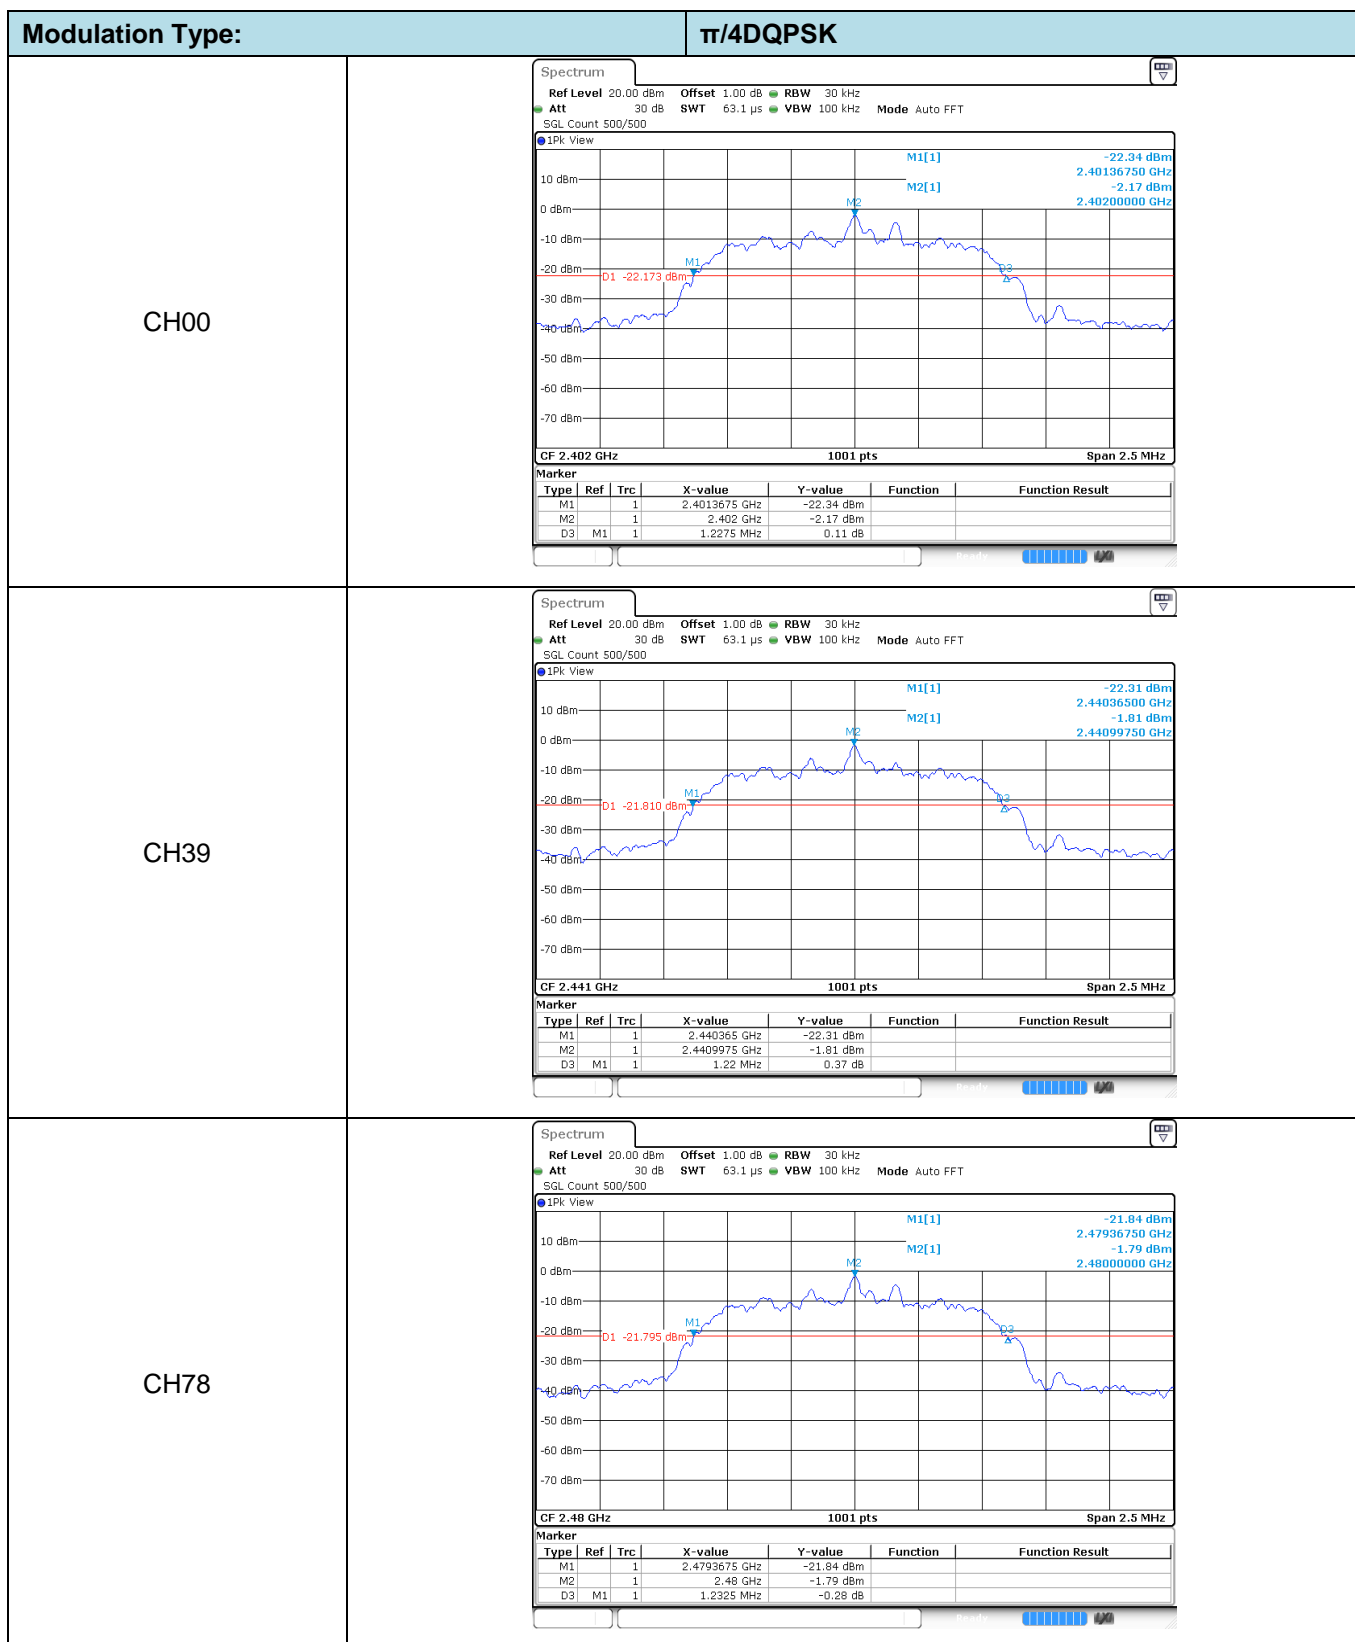 Modulation Type: π/4DQPSK
CH00
Spectrum
Ref Level 20.00 dBm Offset 1.00 dB RBW 30 kHz
Att 30 dB SWT 63.1 µs VBW 100 kHz Mode Auto FFT
SGL Count 500/500
1Pk View
M1[1] -22.34 dBm
2.40136750 GHz
10 dBm
M2[1] -2.17 dBm
2.40200000 GHz
M2
0 dBm
-10 dBm
M1
-20 dBm
D3
D1 -22.173 dBm
-30 dBm
-40 dBm
-50 dBm
-60 dBm
-70 dBm
CF 2.402 GHz 1001 pts Span 2.5 MHz
Marker
Type Ref Trc X-value Y-value Function Function Result
M1 1 2.4013675 GHz -22.34 dBm
M2 1 2.402 GHz -2.17 dBm
D3 M1 1 1.2275 MHz 0.11 dB
Ready
CH39
Spectrum
Ref Level 20.00 dBm Offset 1.00 dB RBW 30 kHz
Att 30 dB SWT 63.1 µs VBW 100 kHz Mode Auto FFT
SGL Count 500/500
1Pk View
M1[1] -22.31 dBm
2.44036500 GHz
10 dBm
M2[1] -1.81 dBm
2.44099750 GHz
M2
0 dBm
-10 dBm
M1
-20 dBm
D3
D1 -21.810 dBm
-30 dBm
-40 dBm
-50 dBm
-60 dBm
-70 dBm
CF 2.441 GHz 1001 pts Span 2.5 MHz
Marker
Type Ref Trc X-value Y-value Function Function Result
M1 1 2.440365 GHz -22.31 dBm
M2 1 2.4409975 GHz -1.81 dBm
D3 M1 1 1.22 MHz 0.37 dB
Ready
CH78
Spectrum
Ref Level 20.00 dBm Offset 1.00 dB RBW 30 kHz
Att 30 dB SWT 63.1 µs VBW 100 kHz Mode Auto FFT
SGL Count 500/500
1Pk View
M1[1] -21.84 dBm
2.47936750 GHz
10 dBm
M2[1] -1.79 dBm
2.48000000 GHz
M2
0 dBm
-10 dBm
M1
-20 dBm
D3
D1 -21.795 dBm
-30 dBm
-40 dBm
-50 dBm
-60 dBm
-70 dBm
CF 2.48 GHz 1001 pts Span 2.5 MHz
Marker
Type Ref Trc X-value Y-value Function Function Result
M1 1 2.4793675 GHz -21.84 dBm
M2 1 2.48 GHz -1.79 dBm
D3 M1 1 1.2325 MHz -0.28 dB
Ready